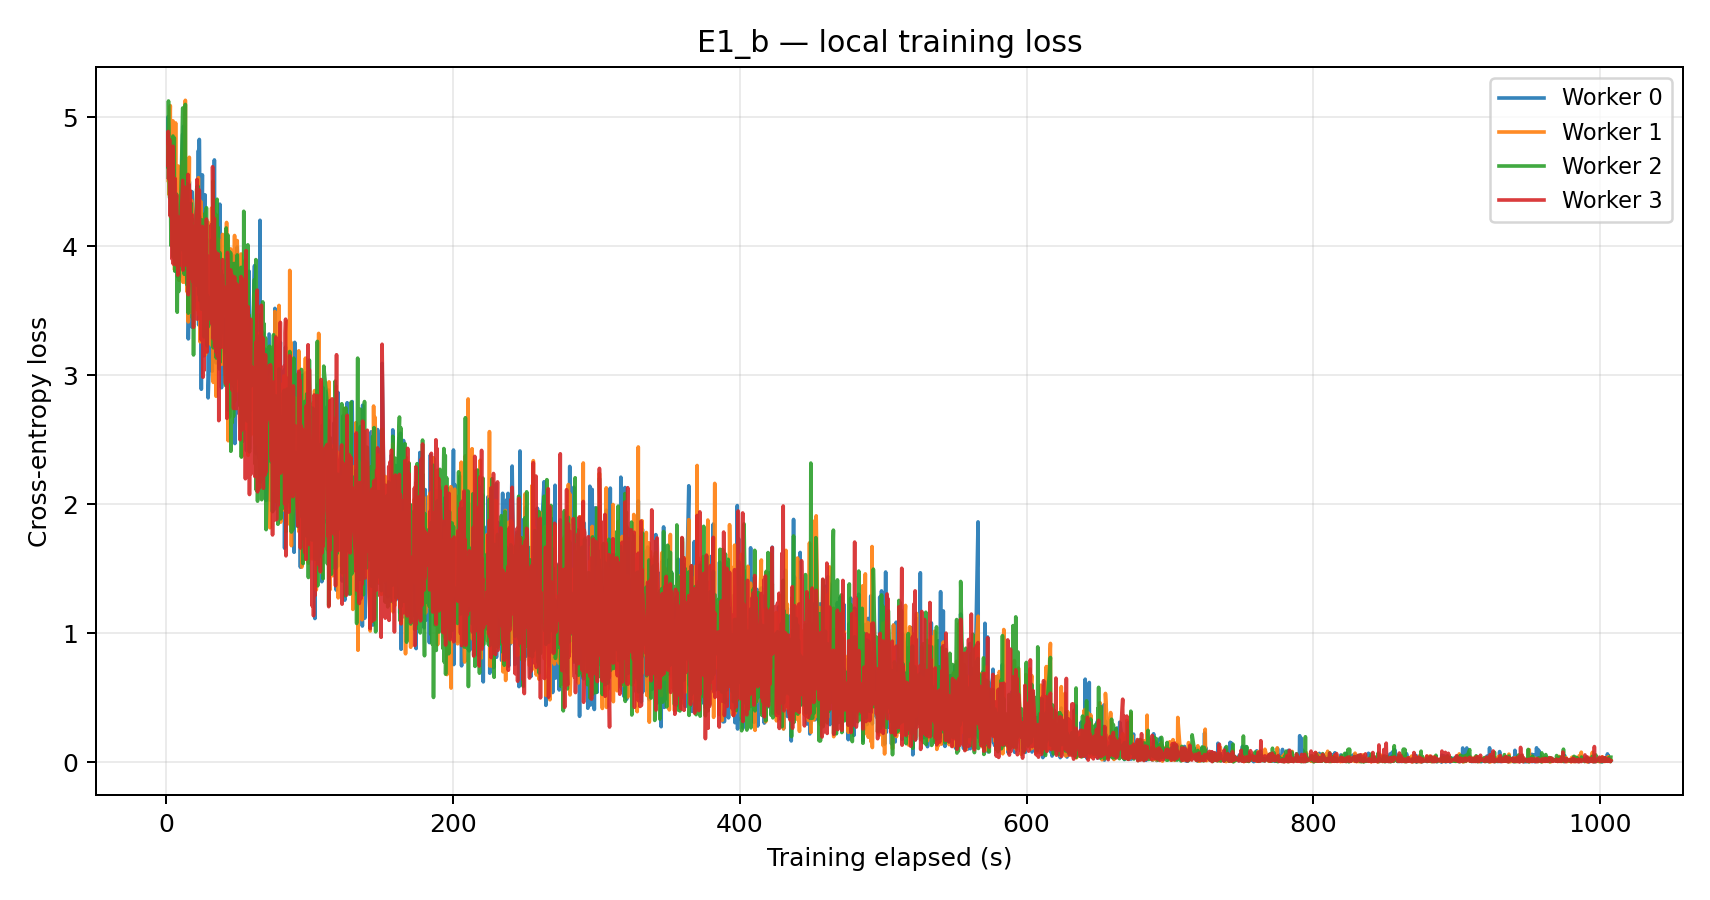 E1_b — local training loss
Worker 0
Worker 1
Worker 2
Worker 3
Cross-entropy loss
5
4
3
2
1
0
0 200 400 600 800 1000
Training elapsed (s)